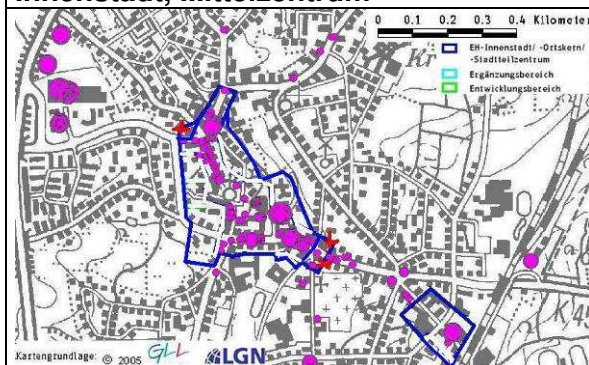 Innenstadt, Mittelzentrum
0 0.1 0.2 0.3 0.4 Kilometer
EH-Innenstadt/ -Ortskern/
-Stadtteilzentrum
Ergänzungsbereich
Entwicklungsbereich
Kartengrundlage: © 2005 GLL LGN